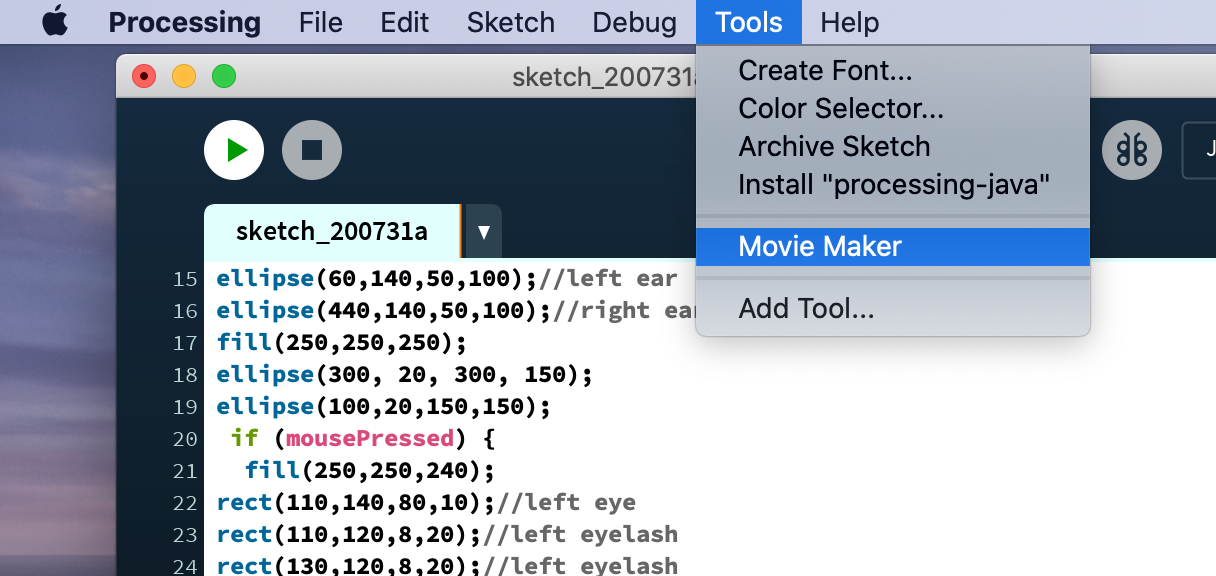 Processing File Edit Sketch Debug Tools Help
sketch_200731a
Create Font...
Color Selector...
Archive Sketch
Install "processing-java"
Movie Maker
Add Tool...
J
sketch_200731a ▼
15 ellipse(60,140,50,100);//left ear
16 ellipse(440,140,50,100);//right ear
17 fill(250,250,250);
18 ellipse(300, 20, 300, 150);
19 ellipse(100,20,150,150);
20 if (mousePressed) {
21 fill(250,250,240);
22 rect(110,140,80,10);//left eye
23 rect(110,120,8,20);//left eyelash
24 rect(130,120,8,20);//left eyelash